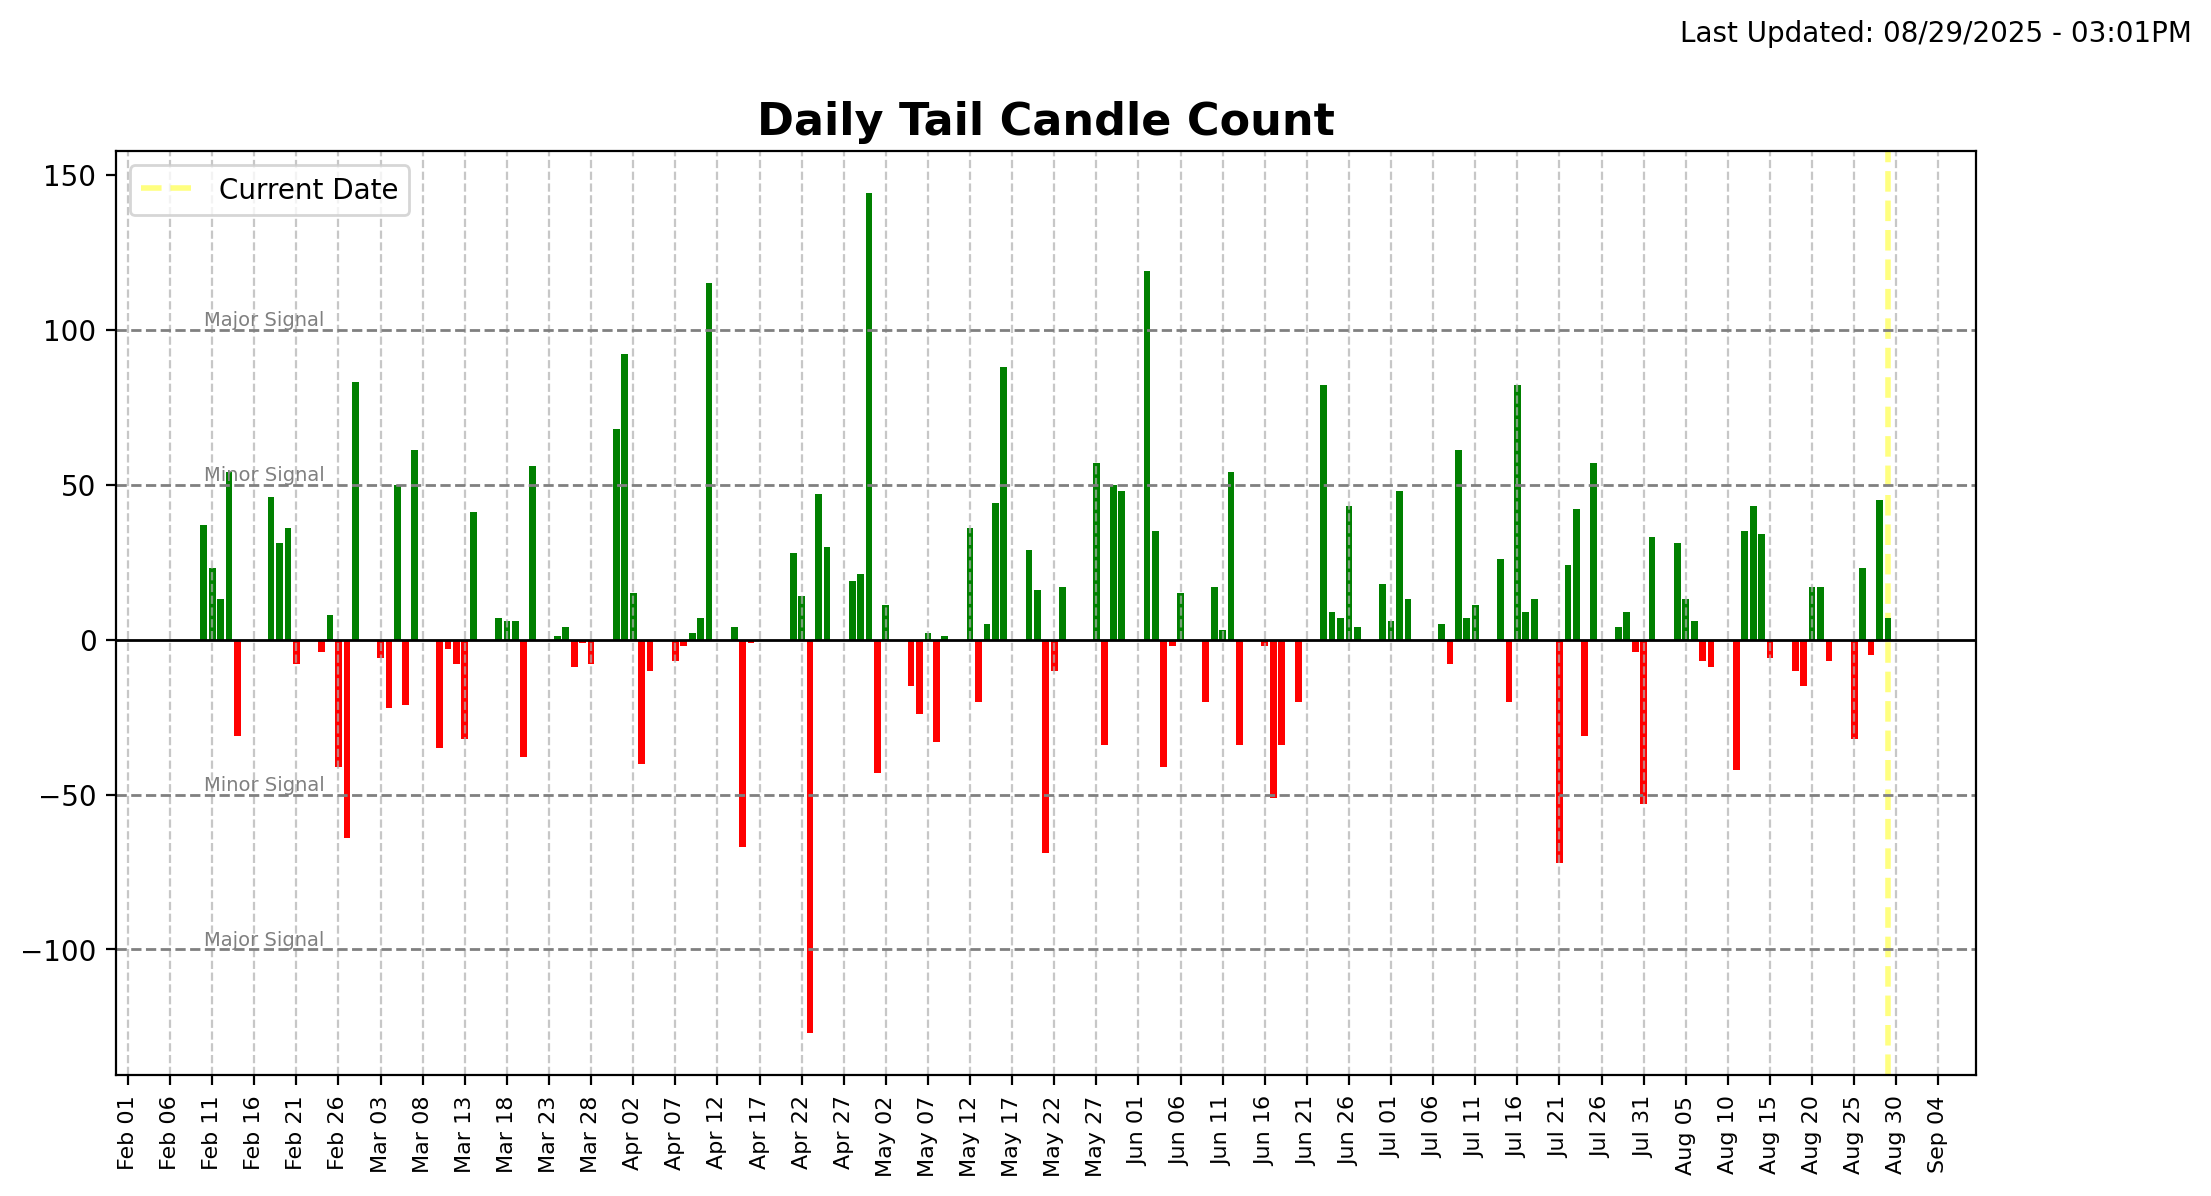 Last Updated: 08/29/2025 - 03:01PM
Daily Tail Candle Count
Current Date
150
100
50
0
−50
−100
Major Signal
Minor Signal
Minor Signal
Major Signal
Feb 01
Feb 06
Feb 11
Feb 16
Feb 21
Feb 26
Mar 03
Mar 08
Mar 13
Mar 18
Mar 23
Mar 28
Apr 02
Apr 07
Apr 12
Apr 17
Apr 22
Apr 27
May 02
May 07
May 12
May 17
May 22
May 27
Jun 01
Jun 06
Jun 11
Jun 16
Jun 21
Jun 26
Jul 01
Jul 06
Jul 11
Jul 16
Jul 21
Jul 26
Jul 31
Aug 05
Aug 10
Aug 15
Aug 20
Aug 25
Aug 30
Sep 04